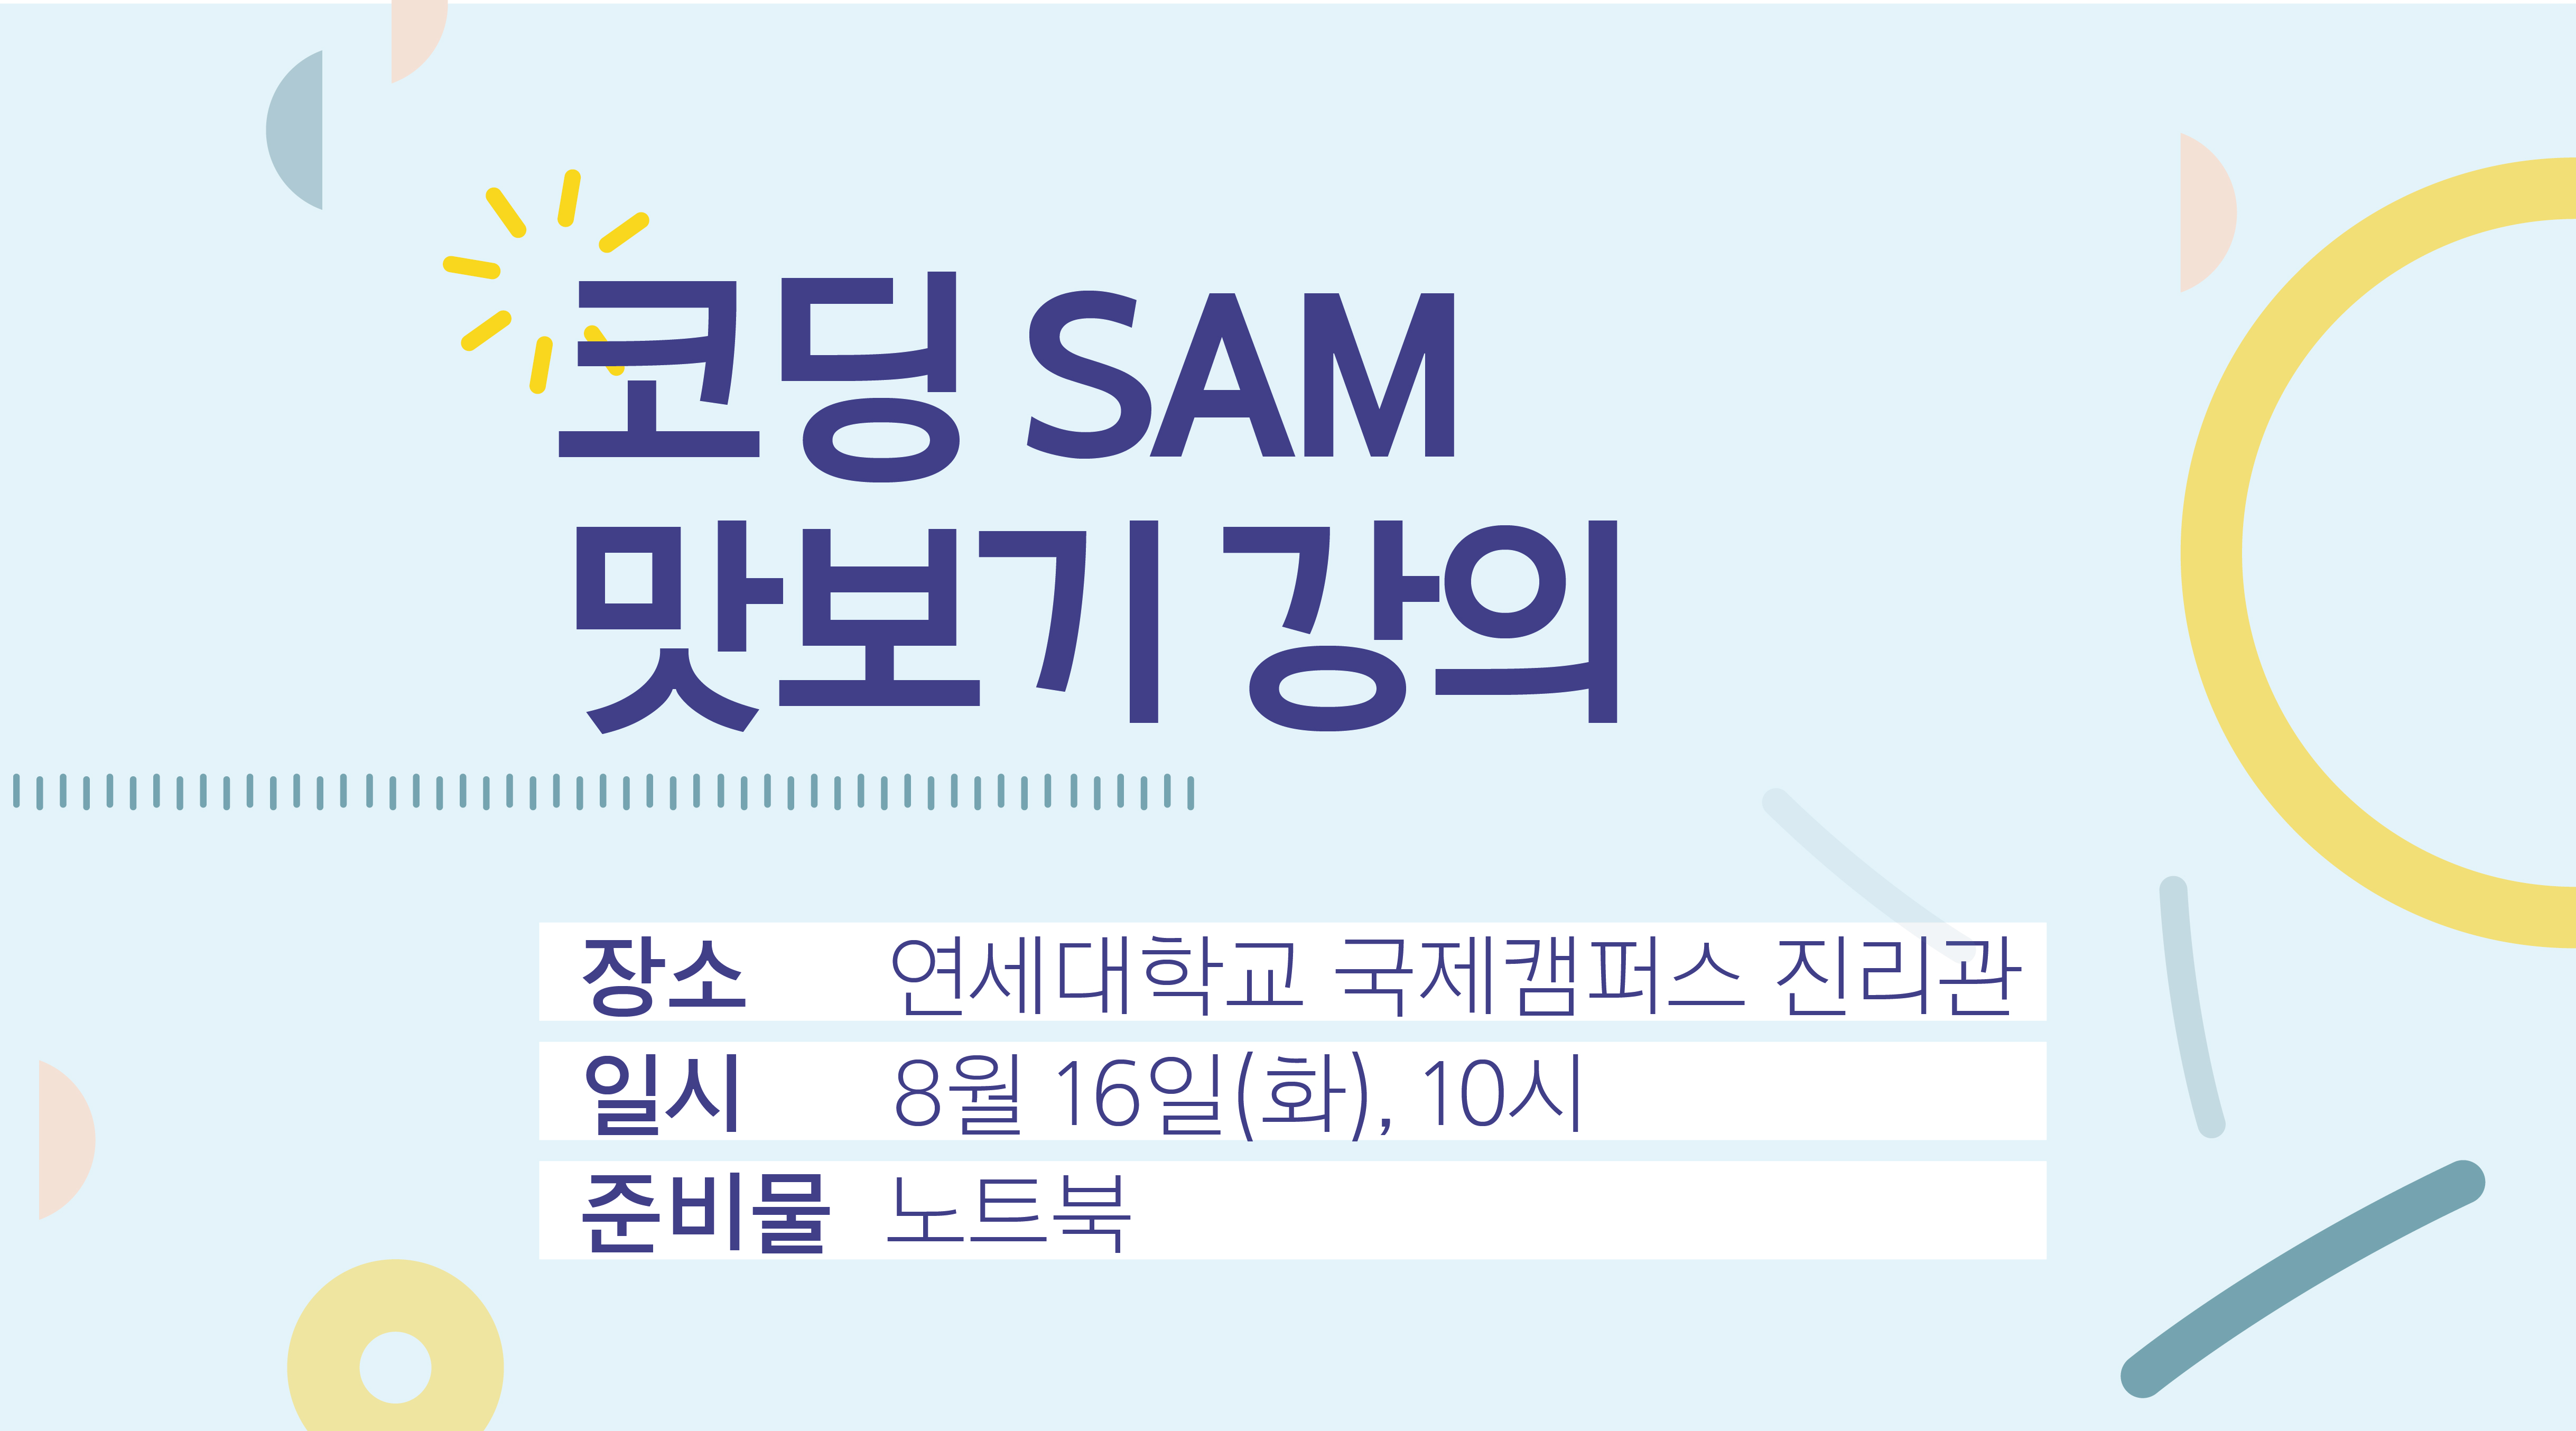 코딩 SAM
맛보기 강의
장소 연세대학교 국제캠퍼스 진리관
일시 8월 16일(화), 10시
준비물 노트북